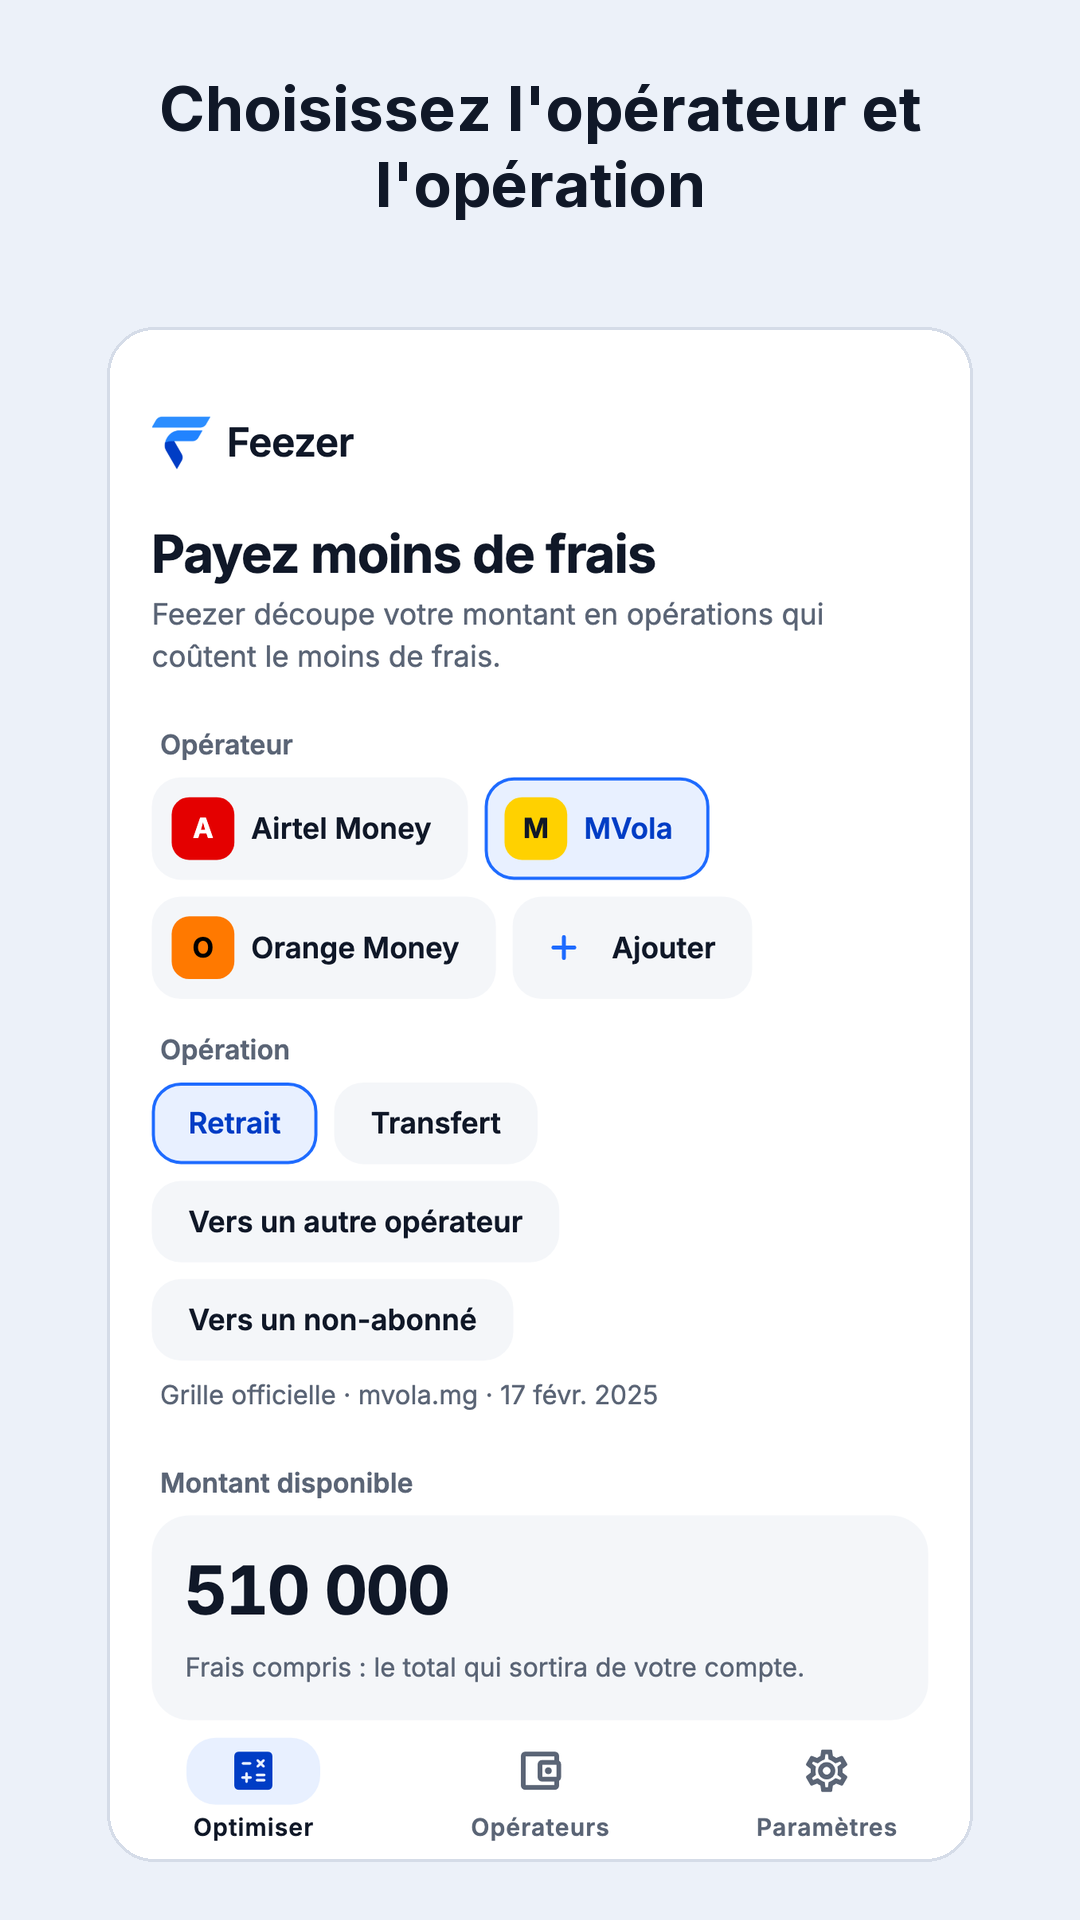 Choisissez l'opérateur et
l'opération
Feezer
Payez moins de frais
Feezer découpe votre montant en opérations qui
coûtent le moins de frais.
Opérateur
A Airtel Money
M MVola
O Orange Money
+ Ajouter
Opération
Retrait
Transfert
Vers un autre opérateur
Vers un non-abonné
Grille officielle · mvola.mg · 17 févr. 2025
Montant disponible
510 000
Frais compris : le total qui sortira de votre compte.
Optimiser
Opérateurs
Paramètres